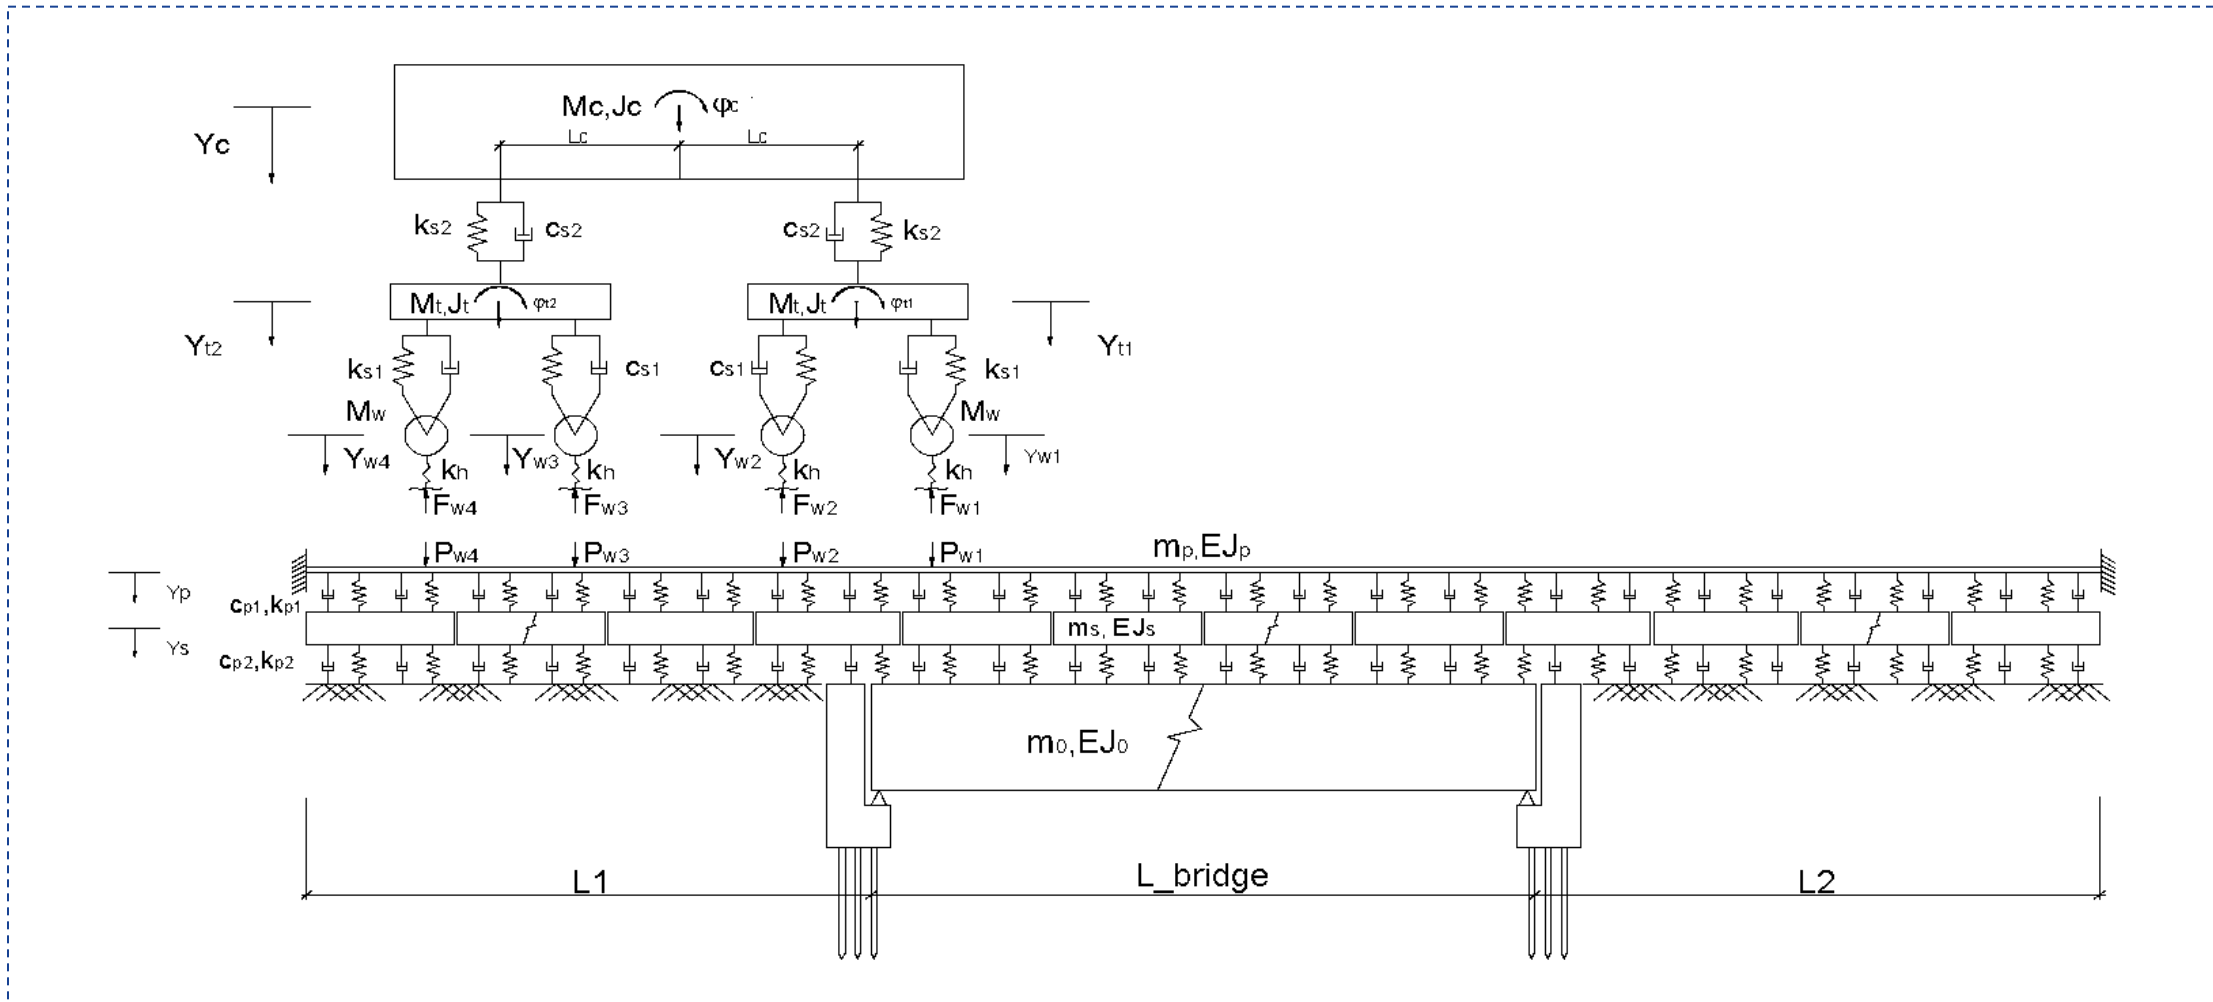 Mc,Jc φc
Lc Lc
Yc
ks2 cs2 cs2 ks2
Mt,Jt φt2 Mt,Jt φt1
Yt2 Yt1
ks1 cs1 cs1 ks1
Mw Mw
Yw4 Yw3 Yw2 Yw1
kh kh kh kh
Fw4 Fw3 Fw2 Fw1
Pw4 Pw3 Pw2 Pw1 mp,EJp
Yp
cp1,kp1
ms, EJs
Ys
cp2,kp2
m0,EJ0
L1 L_bridge L2